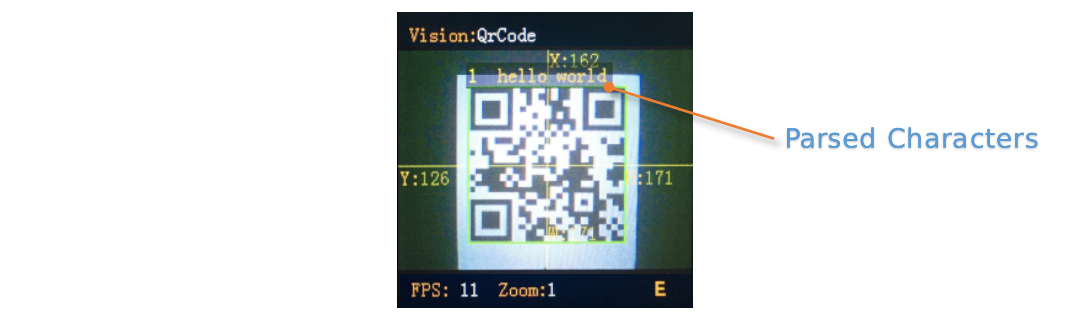 Vision:QrCode
X:162
1 hello world
Parsed Characters
Y:126
:171
FPS: 11 Zoom:1 E